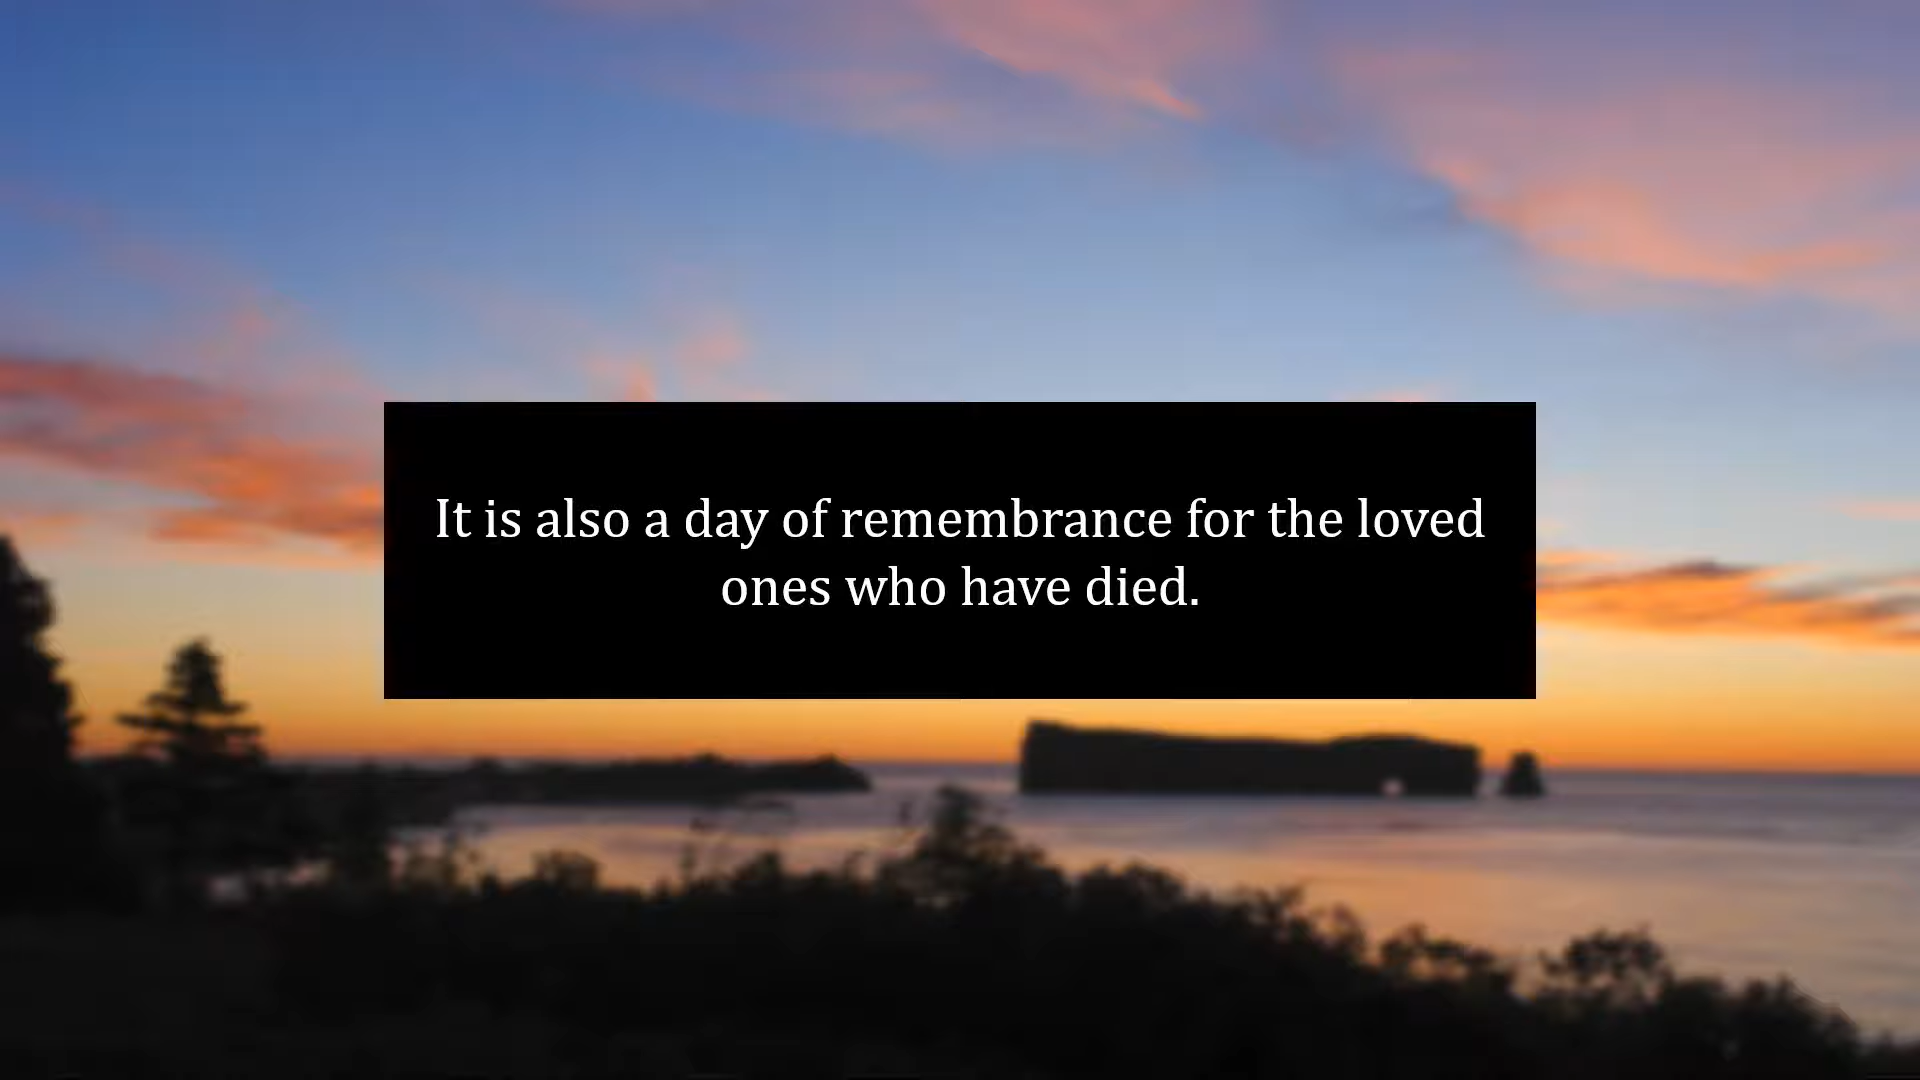 It is also a day of remembrance for the loved
ones who have died.